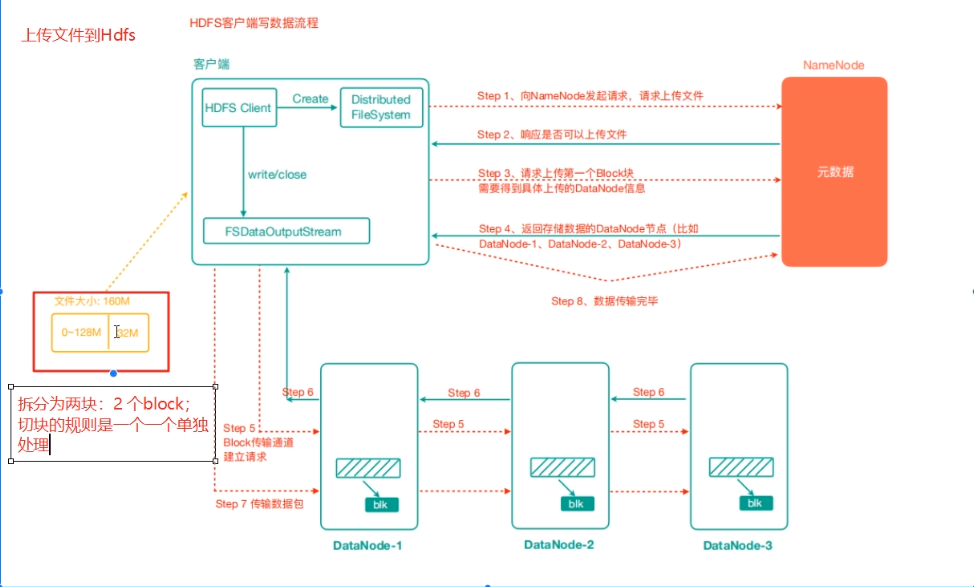 上传文件到Hdfs
HDFS客户端写数据流程
客户端
NameNode
HDFS Client
Create
Distributed
FileSystem
write/close
FSDataOutputStream
Step 1、向NameNode发起请求，请求上传文件
Step 2、响应是否可以上传文件
Step 3、请求上传第一个Block块
需要得到具体上传的DataNode信息
Step 4、返回存储数据的DataNode节点（比如
DataNode-1、DataNode-2、DataNode-3）
Step 8、数据传输完毕
元数据
文件大小: 160M
0~128M
32M
拆分为两块：2 个block；
切块的规则是一个一个单独
处理
Step 6
Step 6
Step 6
Step 5
Block传输通道
建立请求
Step 5
Step 5
Step 7 传输数据包
blk
blk
blk
DataNode-1
DataNode-2
DataNode-3